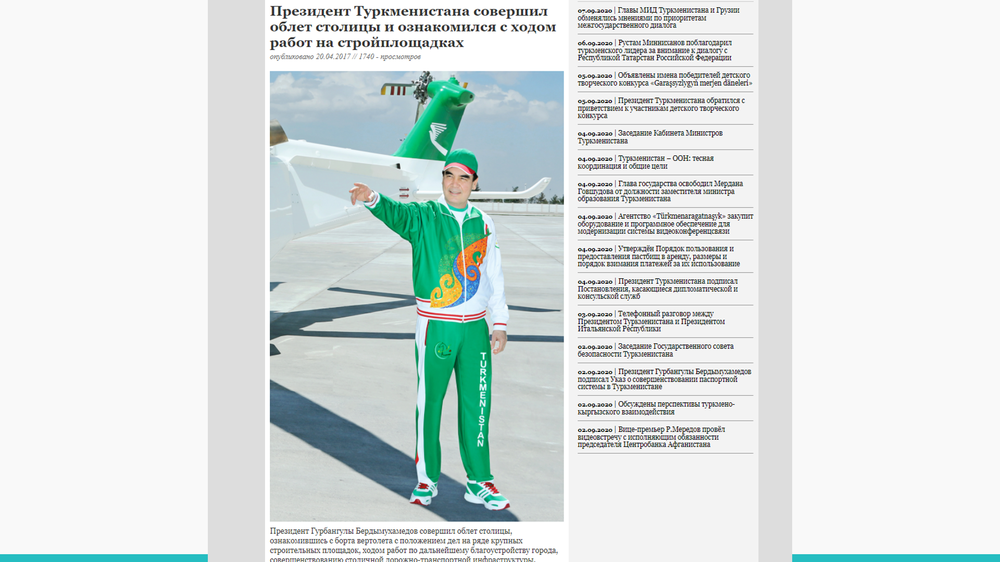 Президент Туркменистана совершил
облет столицы и ознакомился с ходом
работ на стройплощадках
опубликовано 20.04.2017 // 1740 - просмотров
TURKMENISTAN
Президент Гурбангулы Бердымухамедов совершил облет столицы,
ознакомившись с борта вертолета с положением дел на ряде крупных
строительных площадок, ходом работ по дальнейшему благоустройству города,
совершенствованию столичной дорожно-транспортной инфраструктуры.
07.09.2020 | Главы МИД Туркменистана и Грузии
обменялись мнениями по приоритетам
межгосударственного диалога
06.09.2020 | Рустам Минниханов поблагодарил
туркменского лидера за внимание к диалогу с
Республикой Татарстан Российской Федерации
05.09.2020 | Объявлены имена победителей детского
творческого конкурса «Garaşsyzlygyň merjen däneleri»
05.09.2020 | Президент Туркменистана обратился с
приветствием к участникам детского творческого
конкурса
04.09.2020 | Заседание Кабинета Министров
Туркменистана
04.09.2020 | Туркменистан – ООН: тесная
координация и общие цели
04.09.2020 | Глава государства освободил Мердана
Говшудова от должности заместителя министра
образования Туркменистана
04.09.2020 | Агентство «Türkmenaragatnaşyk» закупит
оборудование и программное обеспечение для
модернизации системы видеоконференцсвязи
04.09.2020 | Утверждён Порядок пользования и
предоставления пастбищ в аренду, размеры и
порядок взимания платежей за их использование
04.09.2020 | Президент Туркменистана подписал
Постановления, касающиеся дипломатической и
консульской служб
03.09.2020 | Телефонный разговор между
Президентом Туркменистана и Президентом
Итальянской Республики
02.09.2020 | Заседание Государственного совета
безопасности Туркменистана
02.09.2020 | Президент Гурбангулы Бердымухамедов
подписал Указ о совершенствовании паспортной
системы в Туркменистане
02.09.2020 | Обсуждены перспективы туркмено-
кыргызского взаимодействия
02.09.2020 | Вице-премьер Р.Мередов провёл
видеовстречу с исполняющим обязанности
председателя Центробанка Афганистана